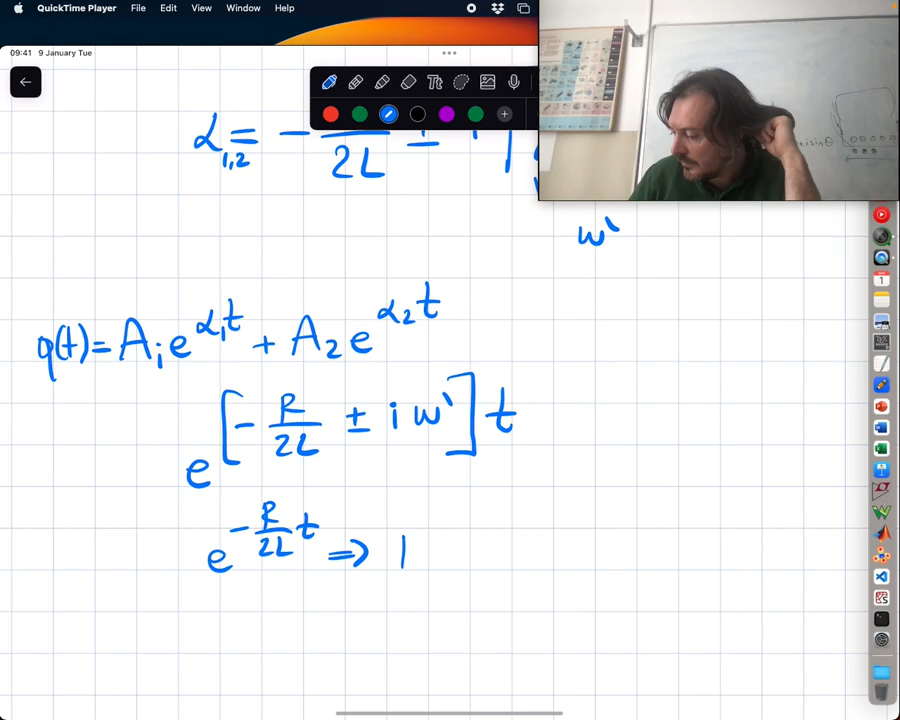 QuickTime Player File Edit View Window Help
09:41 9 January Tue
α₁,₂ = - /2L ±
w`
q(t) = A₁e^α₁t + A₂e^α₂t
e^[- R/2L ± i w`] t
e^-R/2L t => 1
+isinθ